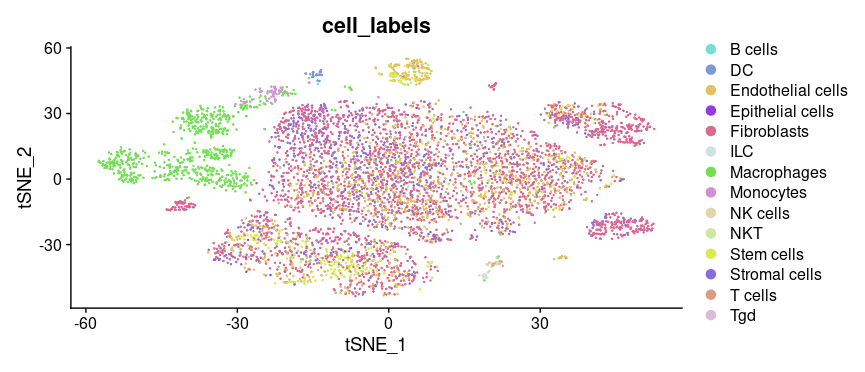 cell_labels
60
30
0
-30
tSNE_2
-60
-30
0
30
tSNE_1
B cells
DC
Endothelial cells
Epithelial cells
Fibroblasts
ILC
Macrophages
Monocytes
NK cells
NKT
Stem cells
Stromal cells
T cells
Tgd